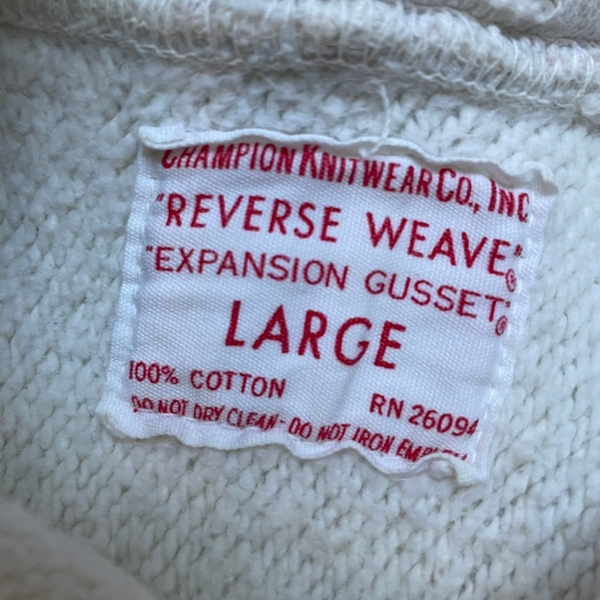 CHAMPION KNITWEAR CO., INC
"REVERSE WEAVE"®
"EXPANSION GUSSET"®
LARGE
100% COTTON RN 26094
DO NOT DRY CLEAN - DO NOT IRON